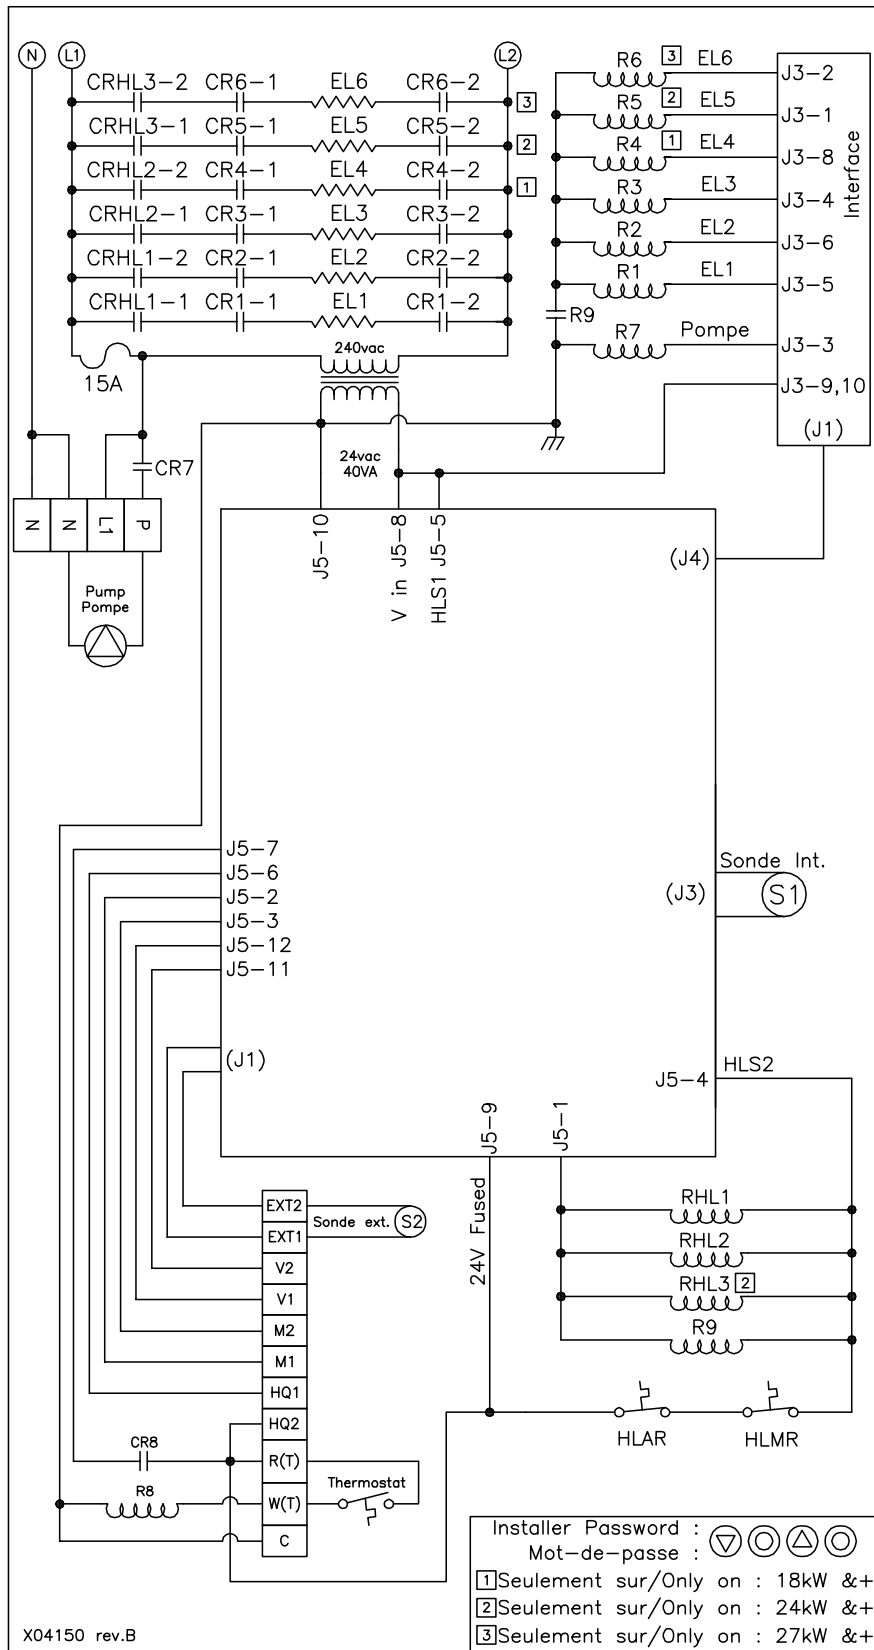 N L1 L2
CRHL3-2 CR6-1 EL6 CR6-2 3
CRHL3-1 CR5-1 EL5 CR5-2 2
CRHL2-2 CR4-1 EL4 CR4-2 1
CRHL2-1 CR3-1 EL3 CR3-2
CRHL1-2 CR2-1 EL2 CR2-2
CRHL1-1 CR1-1 EL1 CR1-2
R6 3 EL6 J3-2
R5 2 EL5 J3-1
R4 1 EL4 J3-8
R3 EL3 J3-4
R2 EL2 J3-6
R1 EL1 J3-5
R9
R7 Pompe J3-3
J3-9,10
(J1)
Interface
15A
240vac
24vac
40VA
CR7
N N L1 P
Pump
Pompe
J5-10
V in J5-8
HLS1 J5-5
(J4)
J5-7
J5-6
J5-2
J5-3
J5-12
J5-11
(J1)
Sonde Int.
(J3) S1
HLS2
J5-4
J5-9
J5-1
24V Fused
EXT2
Sonde ext. S2
EXT1
V2
V1
M2
M1
HQ1
HQ2
R(T)
W(T)
C
CR8
R8
Thermostat
RHL1
RHL2
RHL3 2
R9
HLAR HLMR
Installer Password :
Mot-de-passe :
1 Seulement sur/Only on : 18kW &+
2 Seulement sur/Only on : 24kW &+
3 Seulement sur/Only on : 27kW &+
X04150 rev.B